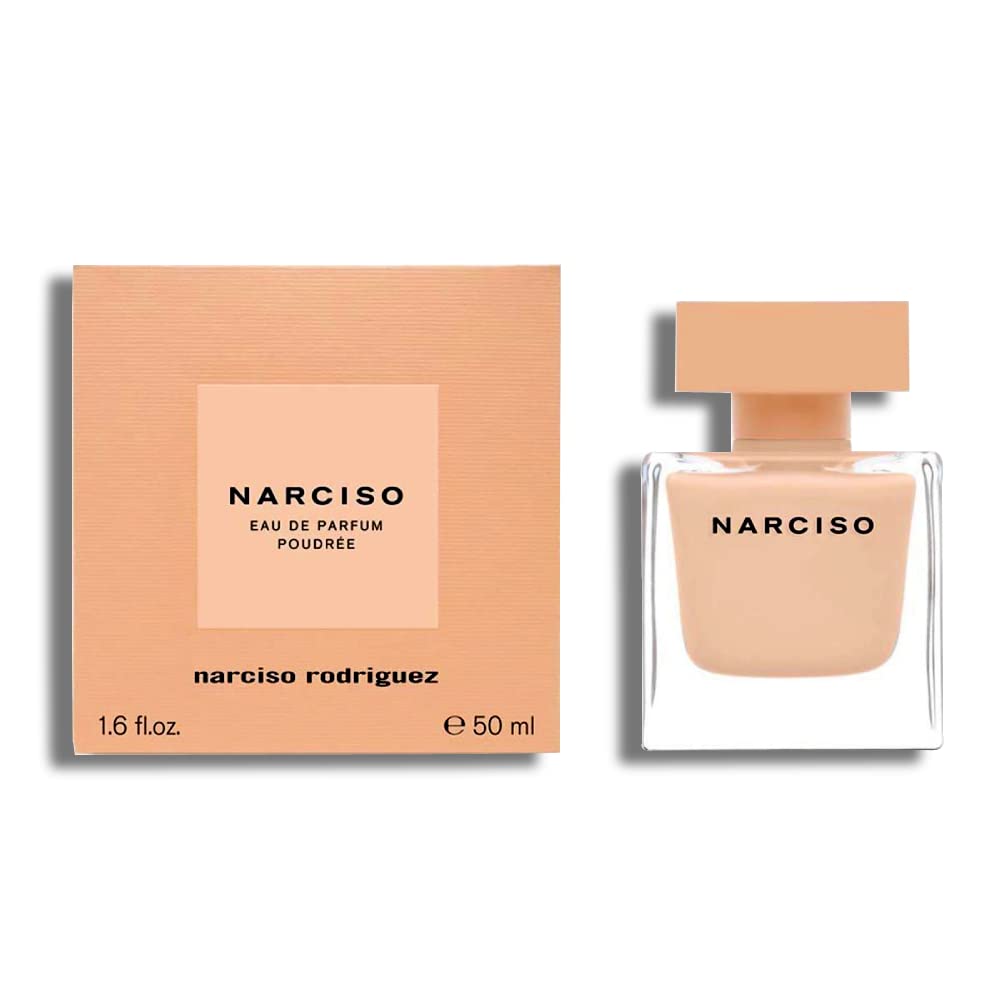 NARCISO
EAU DE PARFUM
POUDRÉE
narciso rodriguez
1.6 fl.oz.
℮ 50 ml
NARCISO